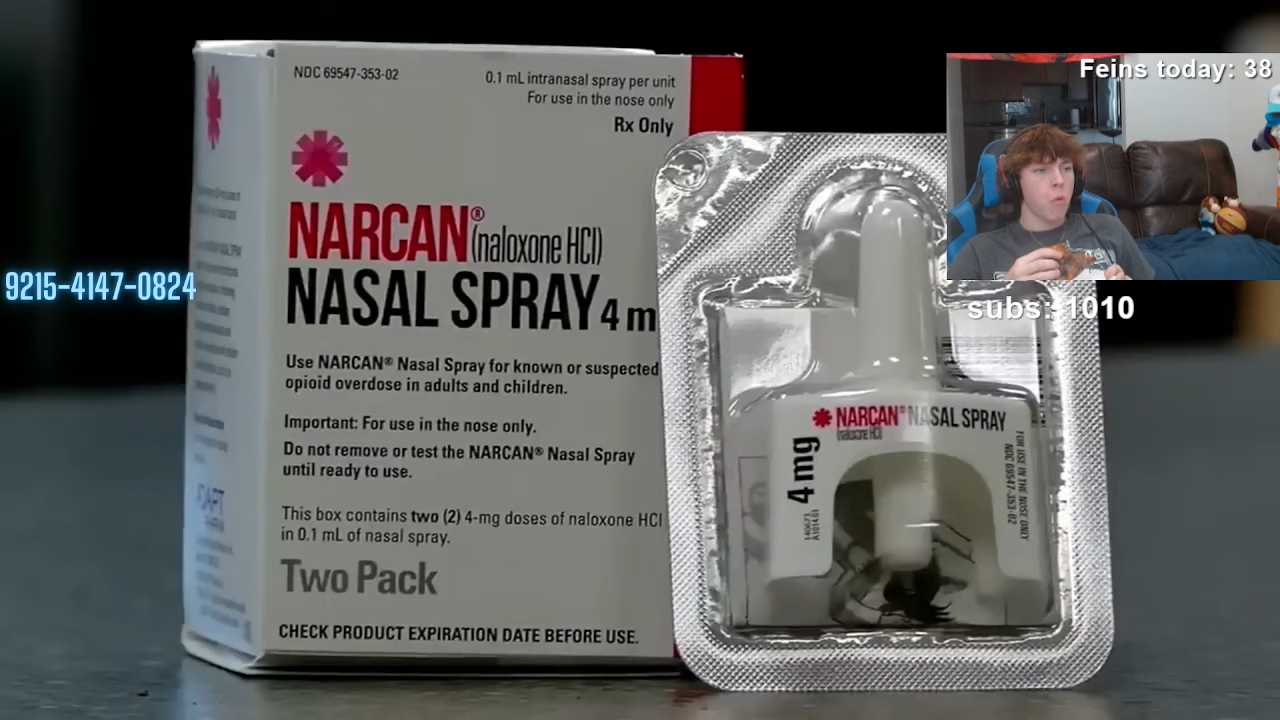 NDC 69547-353-02
0.1 mL intranasal spray per unit
For use in the nose only
Rx Only
NARCAN® (naloxone HCl)
NASAL SPRAY 4 m
Use NARCAN® Nasal Spray for known or suspected
opioid overdose in adults and children.
Important: For use in the nose only.
Do not remove or test the NARCAN® Nasal Spray
until ready to use.
This box contains two (2) 4-mg doses of naloxone HCl
in 0.1 mL of nasal spray.
Two Pack
CHECK PRODUCT EXPIRATION DATE BEFORE USE.
9215-4147-0824
Feins today: 38
subs: 1010
NARCAN® NASAL SPRAY
(naloxone HCl)
4 mg
FOR USE IN THE NOSE ONLY
NDC 69547-353-02